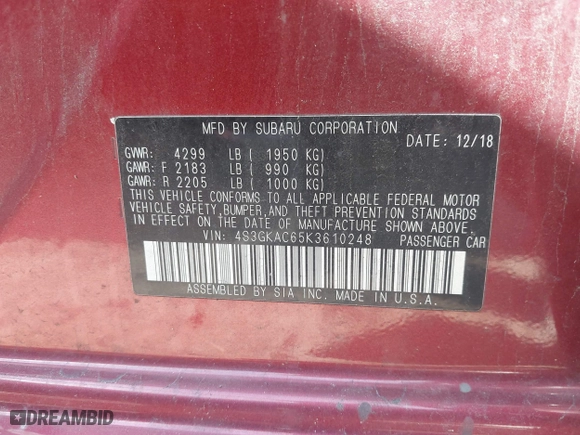 MFD BY SUBARU CORPORATION
DATE: 12/18
GVWR: 4299 LB ( 1950 KG)
GAWR: F 2183 LB ( 990 KG)
GAWR: R 2205 LB ( 1000 KG)
THIS VEHICLE CONFORMS TO ALL APPLICABLE FEDERAL MOTOR
VEHICLE SAFETY, BUMPER, AND THEFT PREVENTION STANDARDS
IN EFFECT ON THE DATE OF MANUFACTURE SHOWN ABOVE.
VIN: 4S3GKAC65K3610248 PASSENGER CAR
ASSEMBLED BY SIA INC. MADE IN U.S.A.
DREAMBID